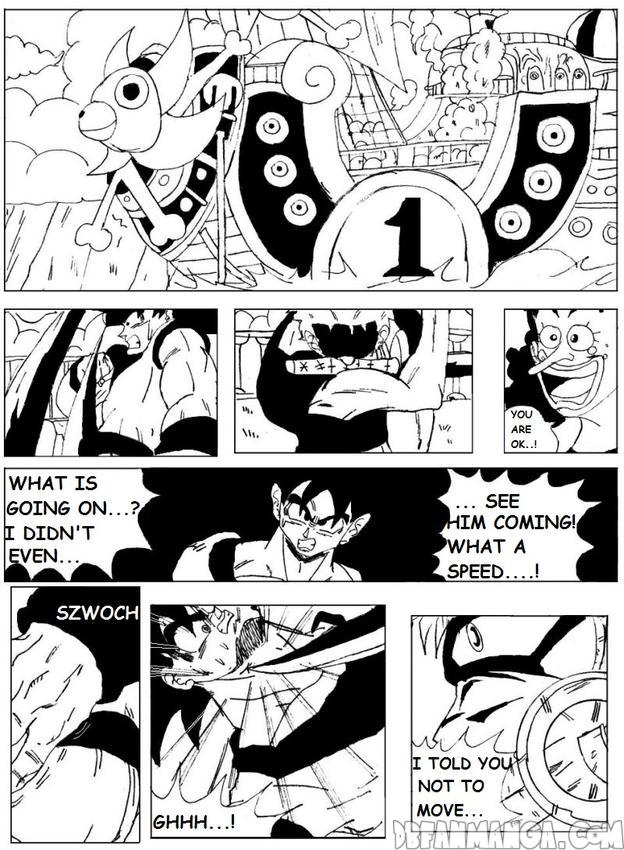 1
YOU
ARE
OK..!
WHAT IS
GOING ON...?
I DIDN'T
EVEN...
... SEE
HIM COMING!
WHAT A
SPEED....!
SZWOCH
GHHH...!
I TOLD YOU
NOT TO
MOVE...
DBFANMANGA.COM